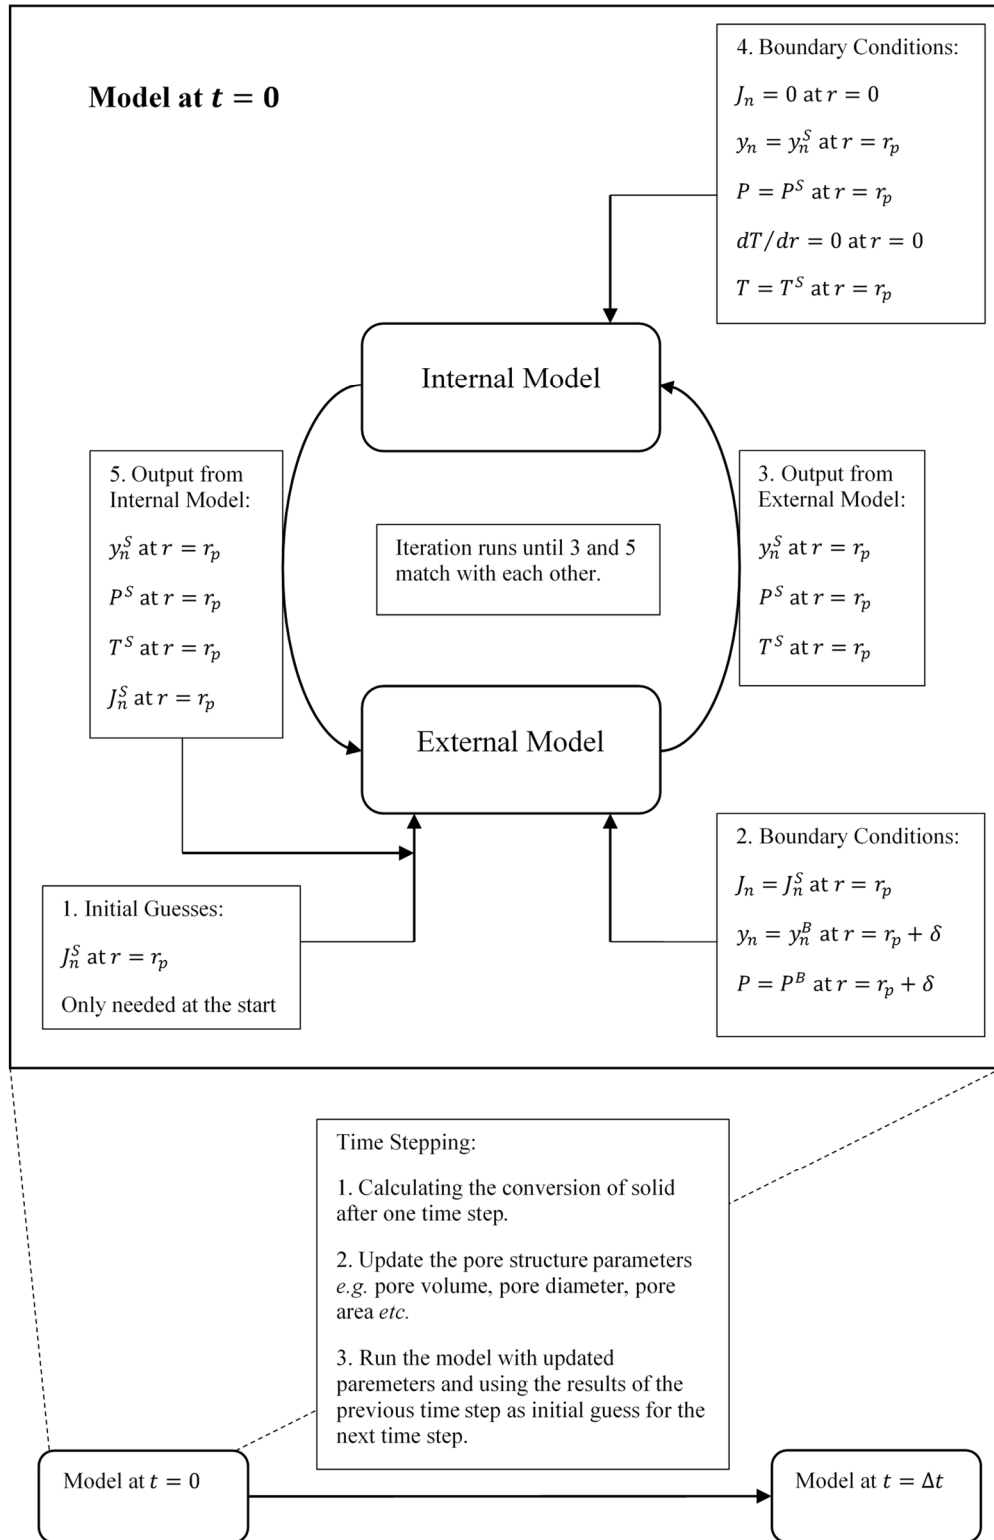 Model at t = 0
4. Boundary Conditions:
J_n = 0 at r = 0
y_n = y_n^S at r = r_p
P = P^S at r = r_p
dT/dr = 0 at r = 0
T = T^S at r = r_p
Internal Model
5. Output from
Internal Model:
y_n^S at r = r_p
P^S at r = r_p
T^S at r = r_p
J_n^S at r = r_p
Iteration runs until 3 and 5
match with each other.
3. Output from
External Model:
y_n^S at r = r_p
P^S at r = r_p
T^S at r = r_p
External Model
1. Initial Guesses:
J_n^S at r = r_p
Only needed at the start
2. Boundary Conditions:
J_n = J_n^S at r = r_p
y_n = y_n^B at r = r_p + δ
P = P^B at r = r_p + δ
Time Stepping:
1. Calculating the conversion of solid
after one time step.
2. Update the pore structure parameters
e.g. pore volume, pore diameter, pore
area etc.
3. Run the model with updated
paremeters and using the results of the
previous time step as initial guess for the
next time step.
Model at t = 0
Model at t = Δt